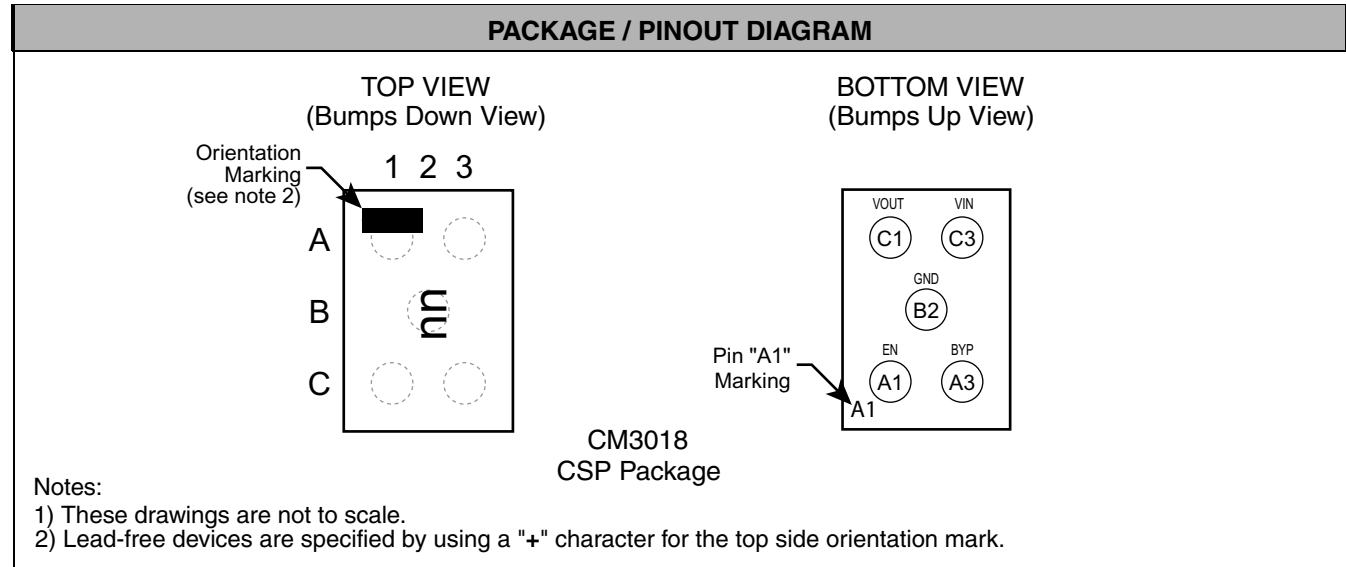 PACKAGE / PINOUT DIAGRAM
TOP VIEW
(Bumps Down View)
Orientation
Marking
(see note 2)
1 2 3
A
B
C
nn
BOTTOM VIEW
(Bumps Up View)
VOUT VIN
C1 C3
GND
B2
EN BYP
A1 A3
Pin "A1"
Marking
A1
CM3018
CSP Package
Notes:
1) These drawings are not to scale.
2) Lead-free devices are specified by using a "+" character for the top side orientation mark.